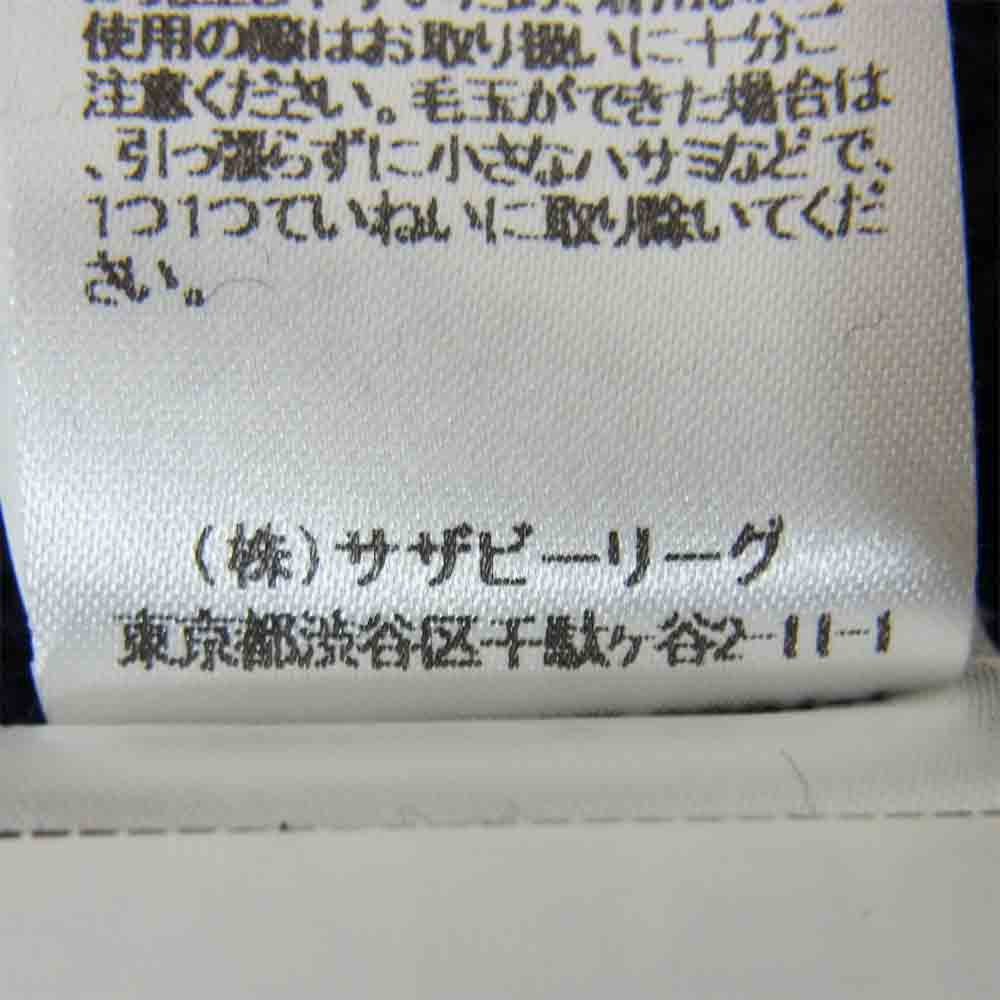 使用の際はお取り扱いに十分ご
注意ください。毛玉ができた場合は
、引っ張らずに小さなハサミなどで、
1つ1つていねいに取り除いてくだ
さい。
(株)サザビーリーグ
東京都渋谷区千駄ヶ谷2-11-1